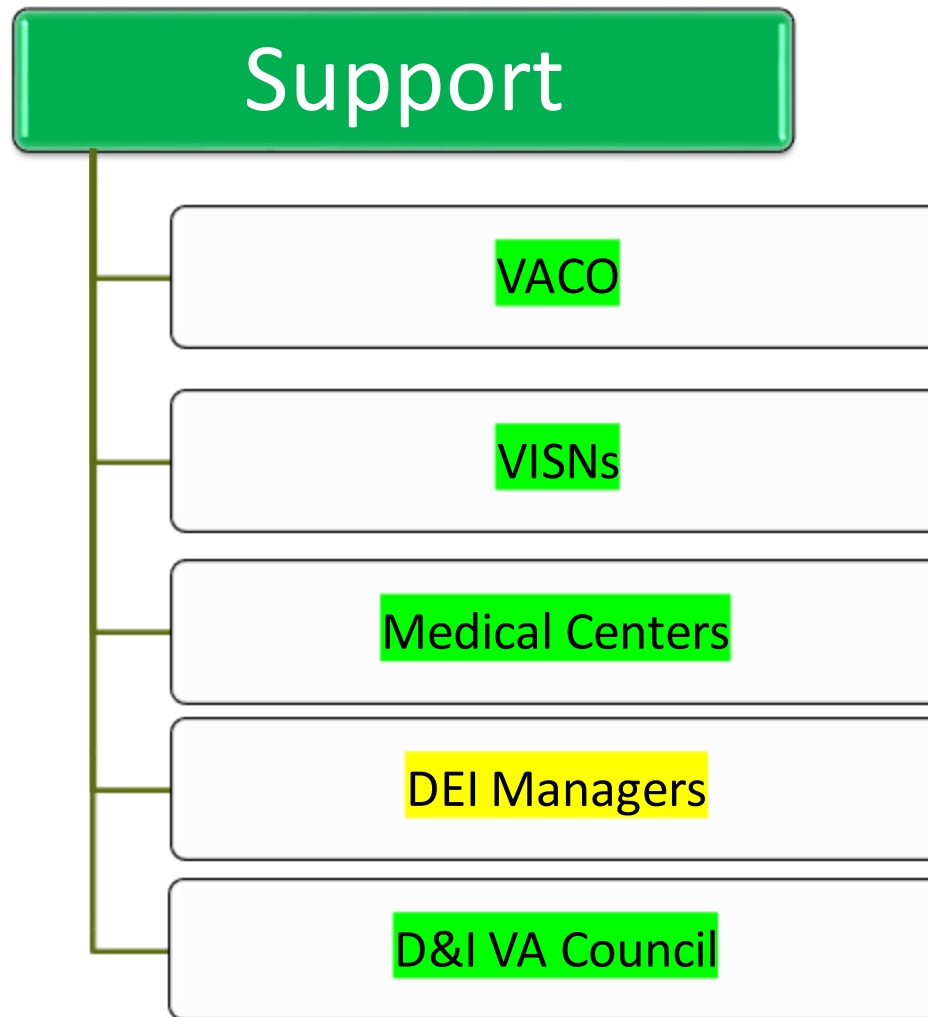 Support
VACO
VISNs
Medical Centers
DEI Managers
D&I VA Council